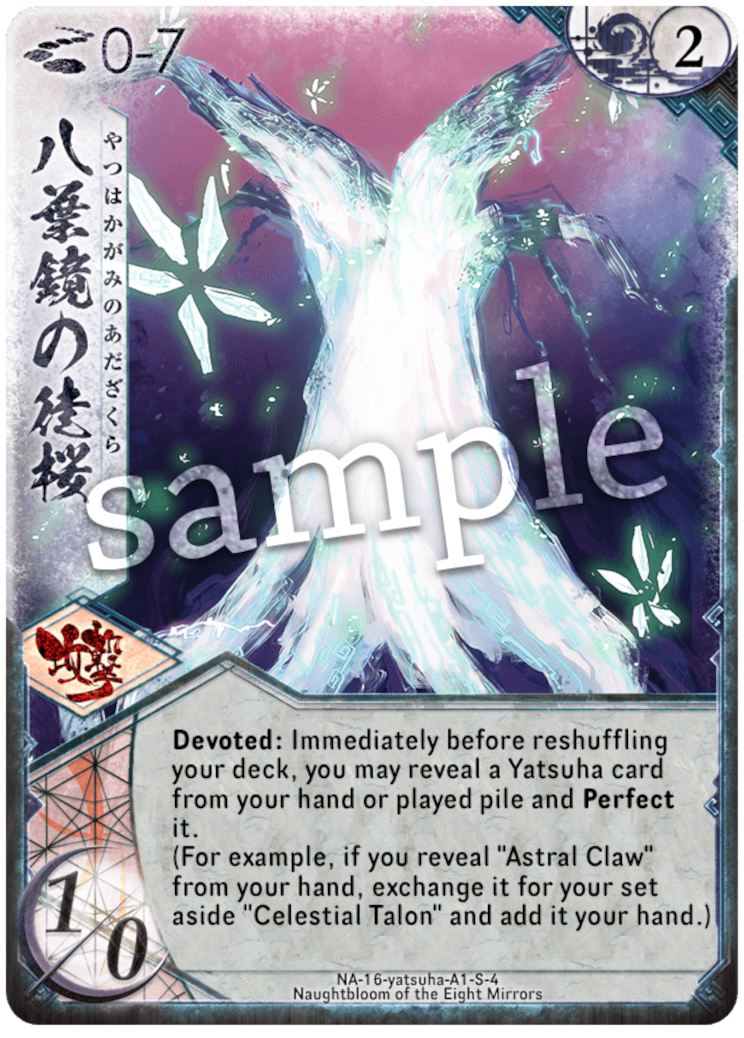 0-7
2
八葉鏡の徒桜
やつはかがみのあだざくら
sample
攻撃
Devoted: Immediately before reshuffling
your deck, you may reveal a Yatsuha card
from your hand or played pile and Perfect
it.
(For example, if you reveal "Astral Claw"
from your hand, exchange it for your set
aside "Celestial Talon" and add it your hand.)
1/0
NA-16-yatsuha-A1-S-4
Naughtbloom of the Eight Mirrors